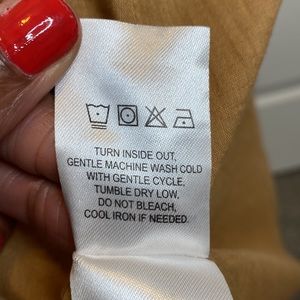 TURN INSIDE OUT,
GENTLE MACHINE WASH COLD
WITH GENTLE CYCLE,
TUMBLE DRY LOW,
DO NOT BLEACH,
COOL IRON IF NEEDED.